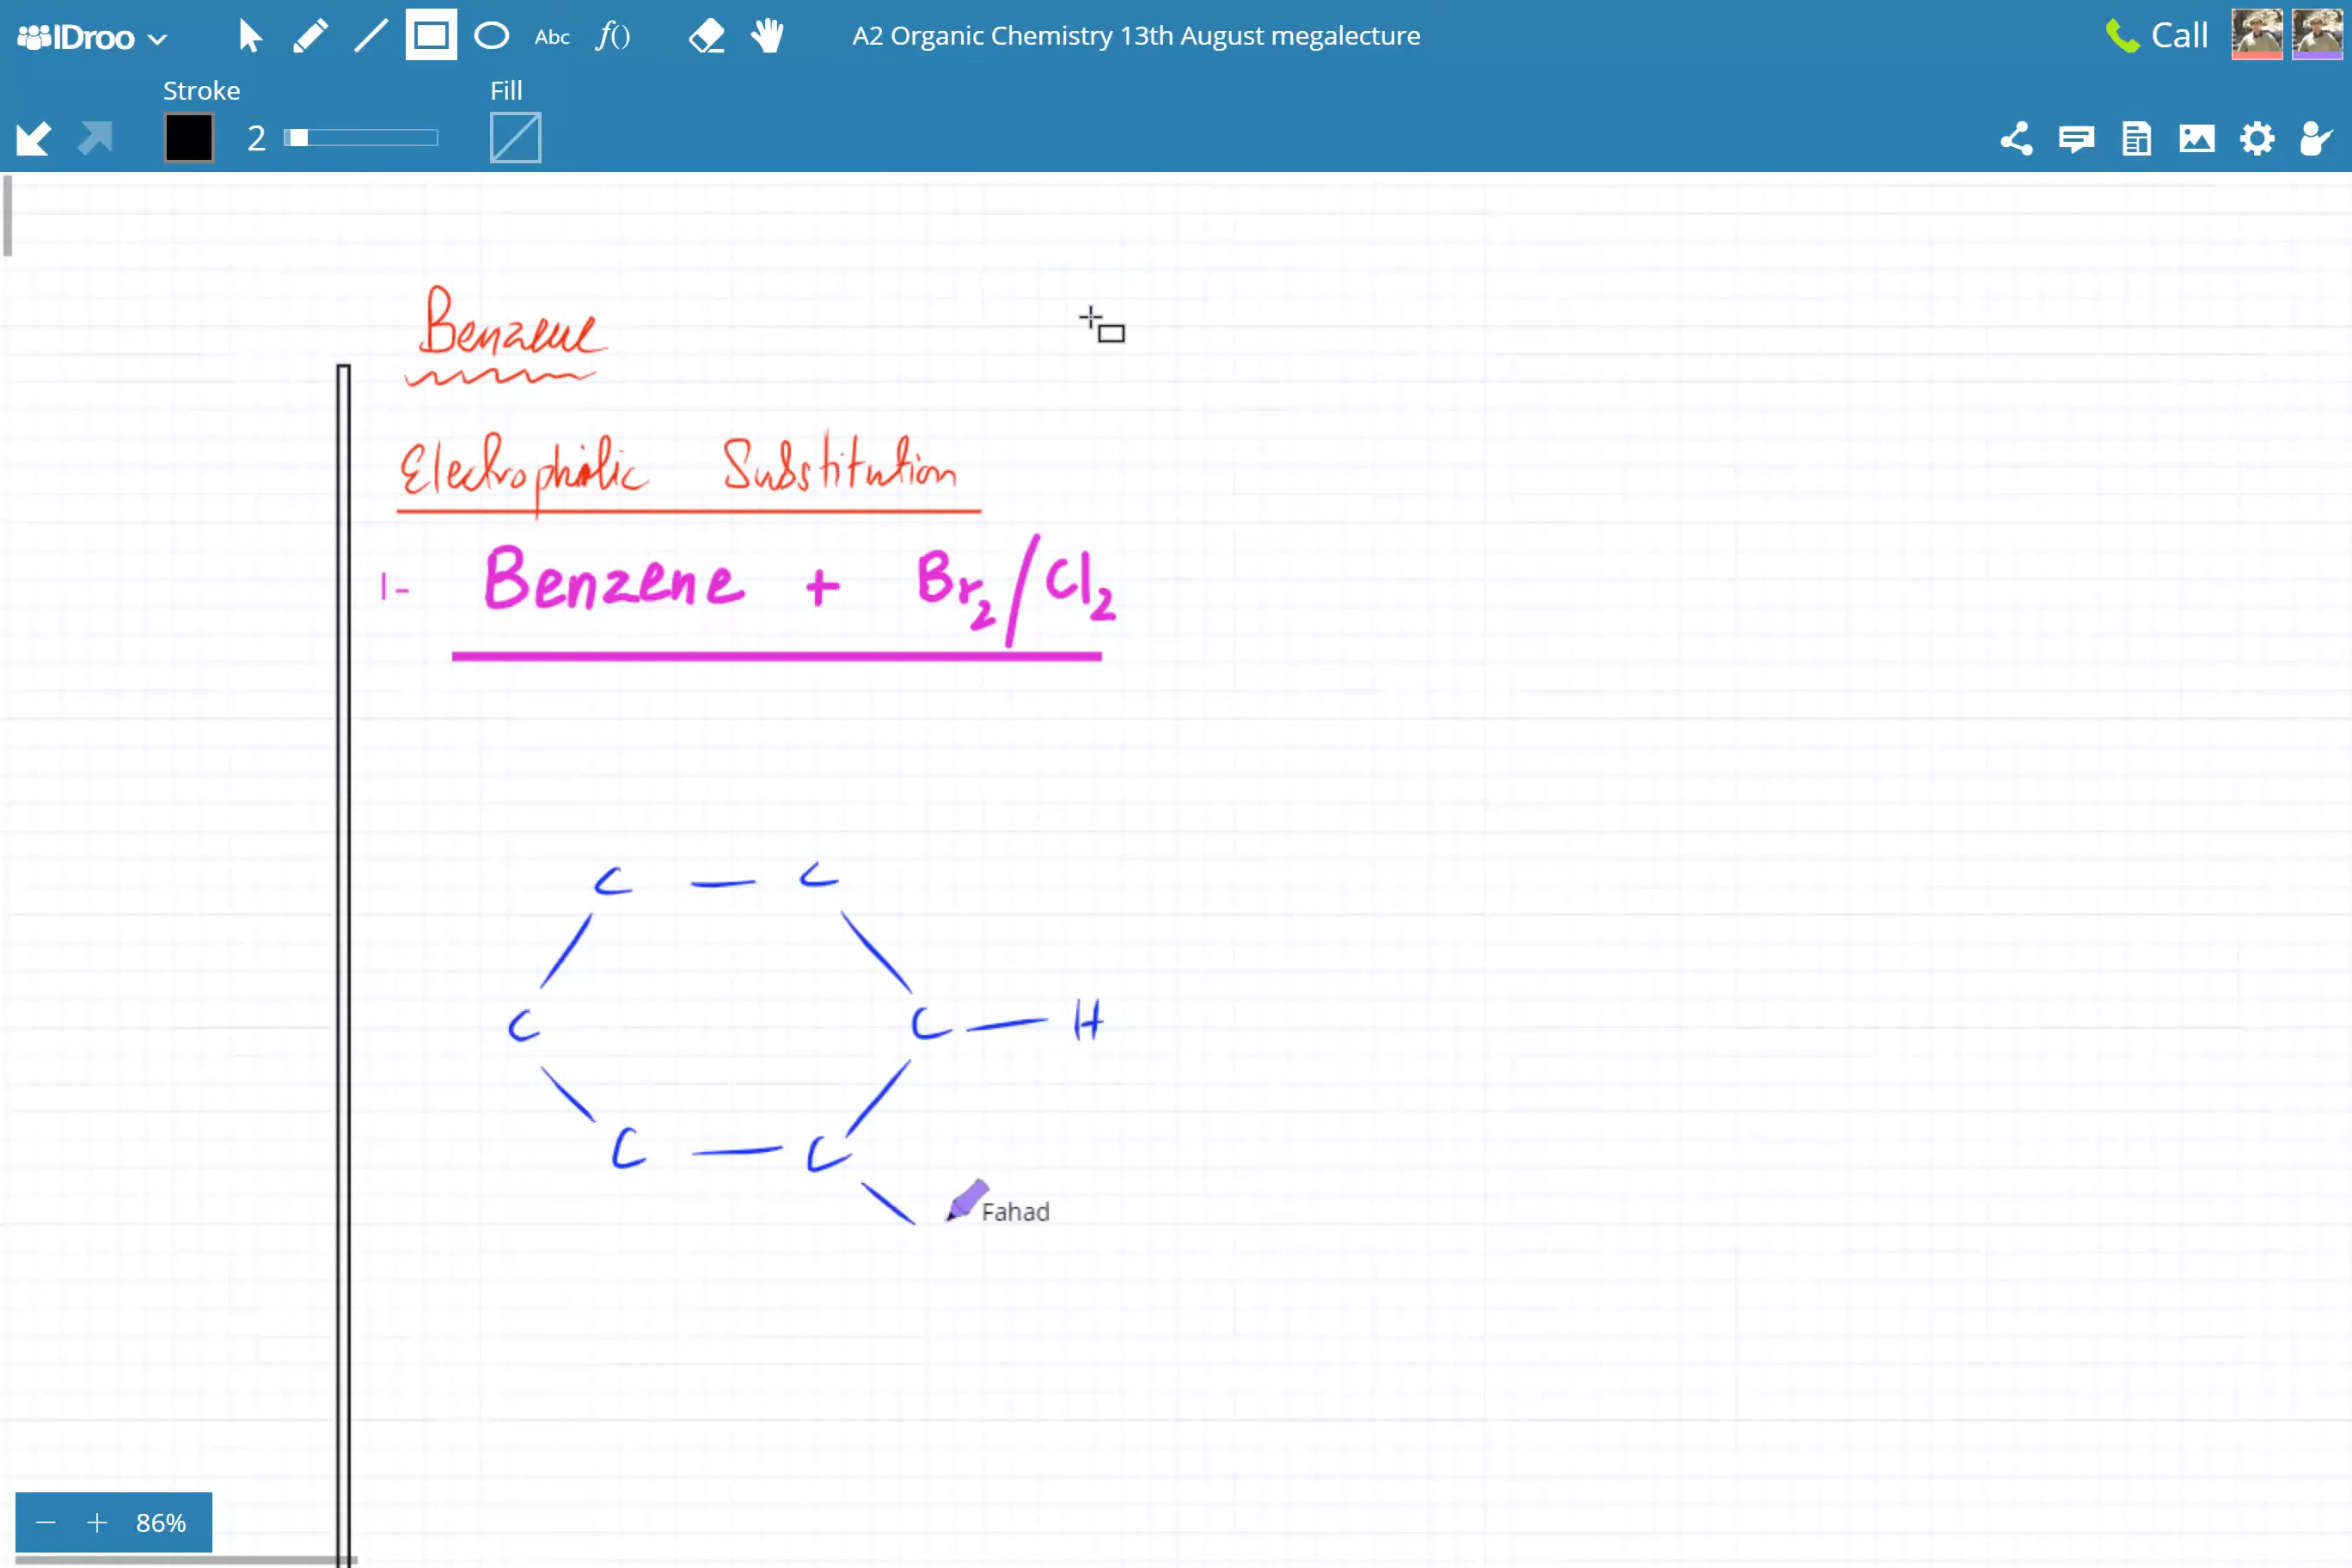 IDroo
Abc
f()
A2 Organic Chemistry 13th August megalecture
Call
Stroke
Fill
2
Benzene
Electrophilic Substitution
1- Benzene + Br₂/Cl₂
C — C
C C — H
C — C
Fahad
− + 86%